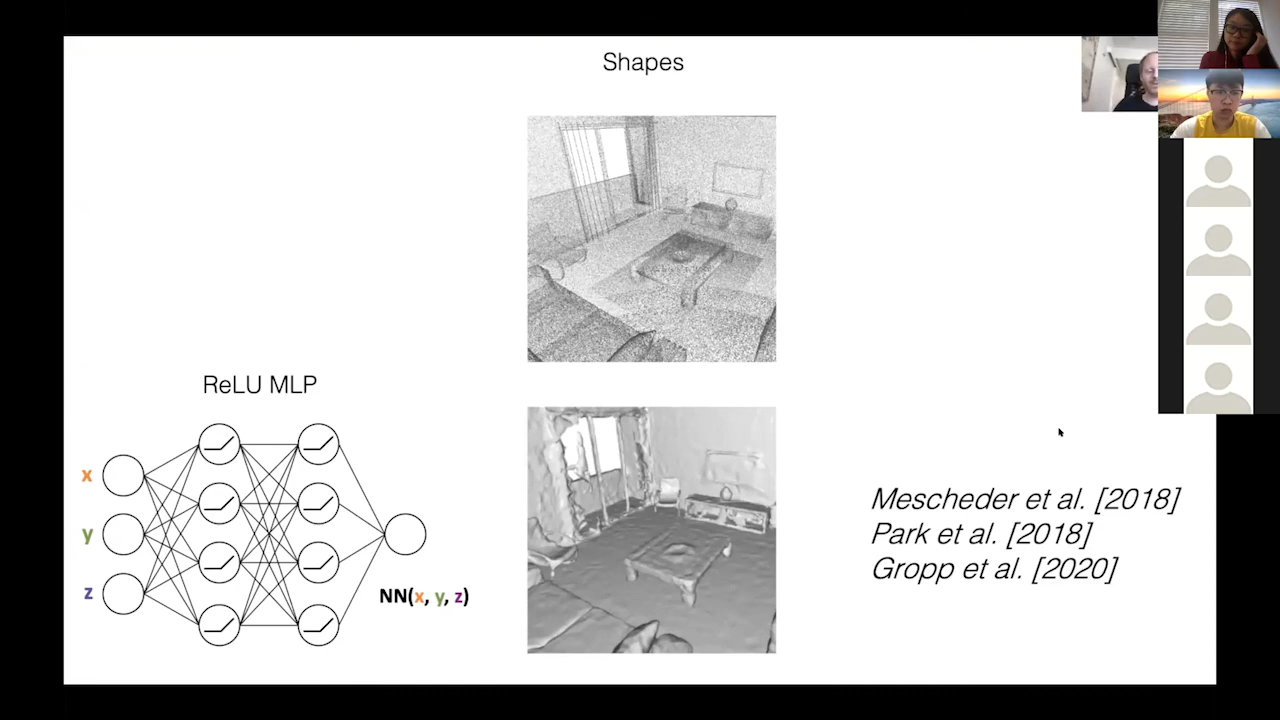 Shapes
ReLU MLP
x
y
z
NN(x, y, z)
Mescheder et al. [2018]
Park et al. [2018]
Gropp et al. [2020]